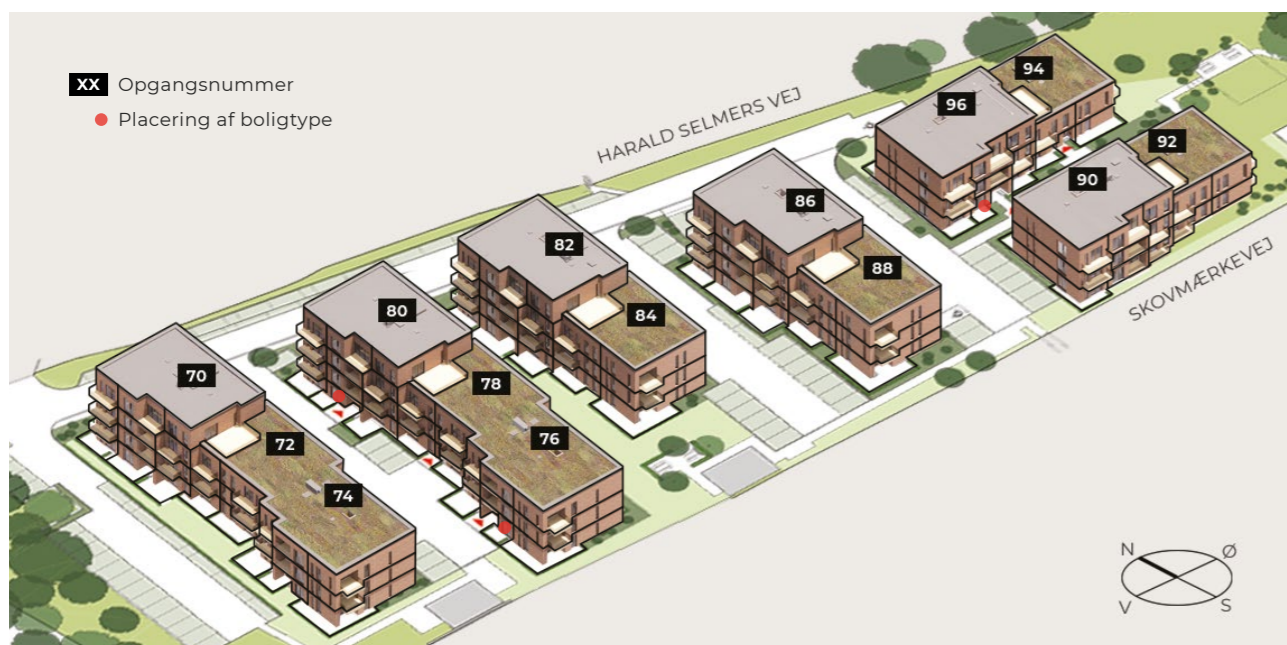 XX Opgangsnummer
Placering af boligtype
HARALD SELMERS VEJ
94
96
92
90
86
88
82
84
80
78
76
70
72
74
SKOVMÆRKEVEJ
N Ø
V S